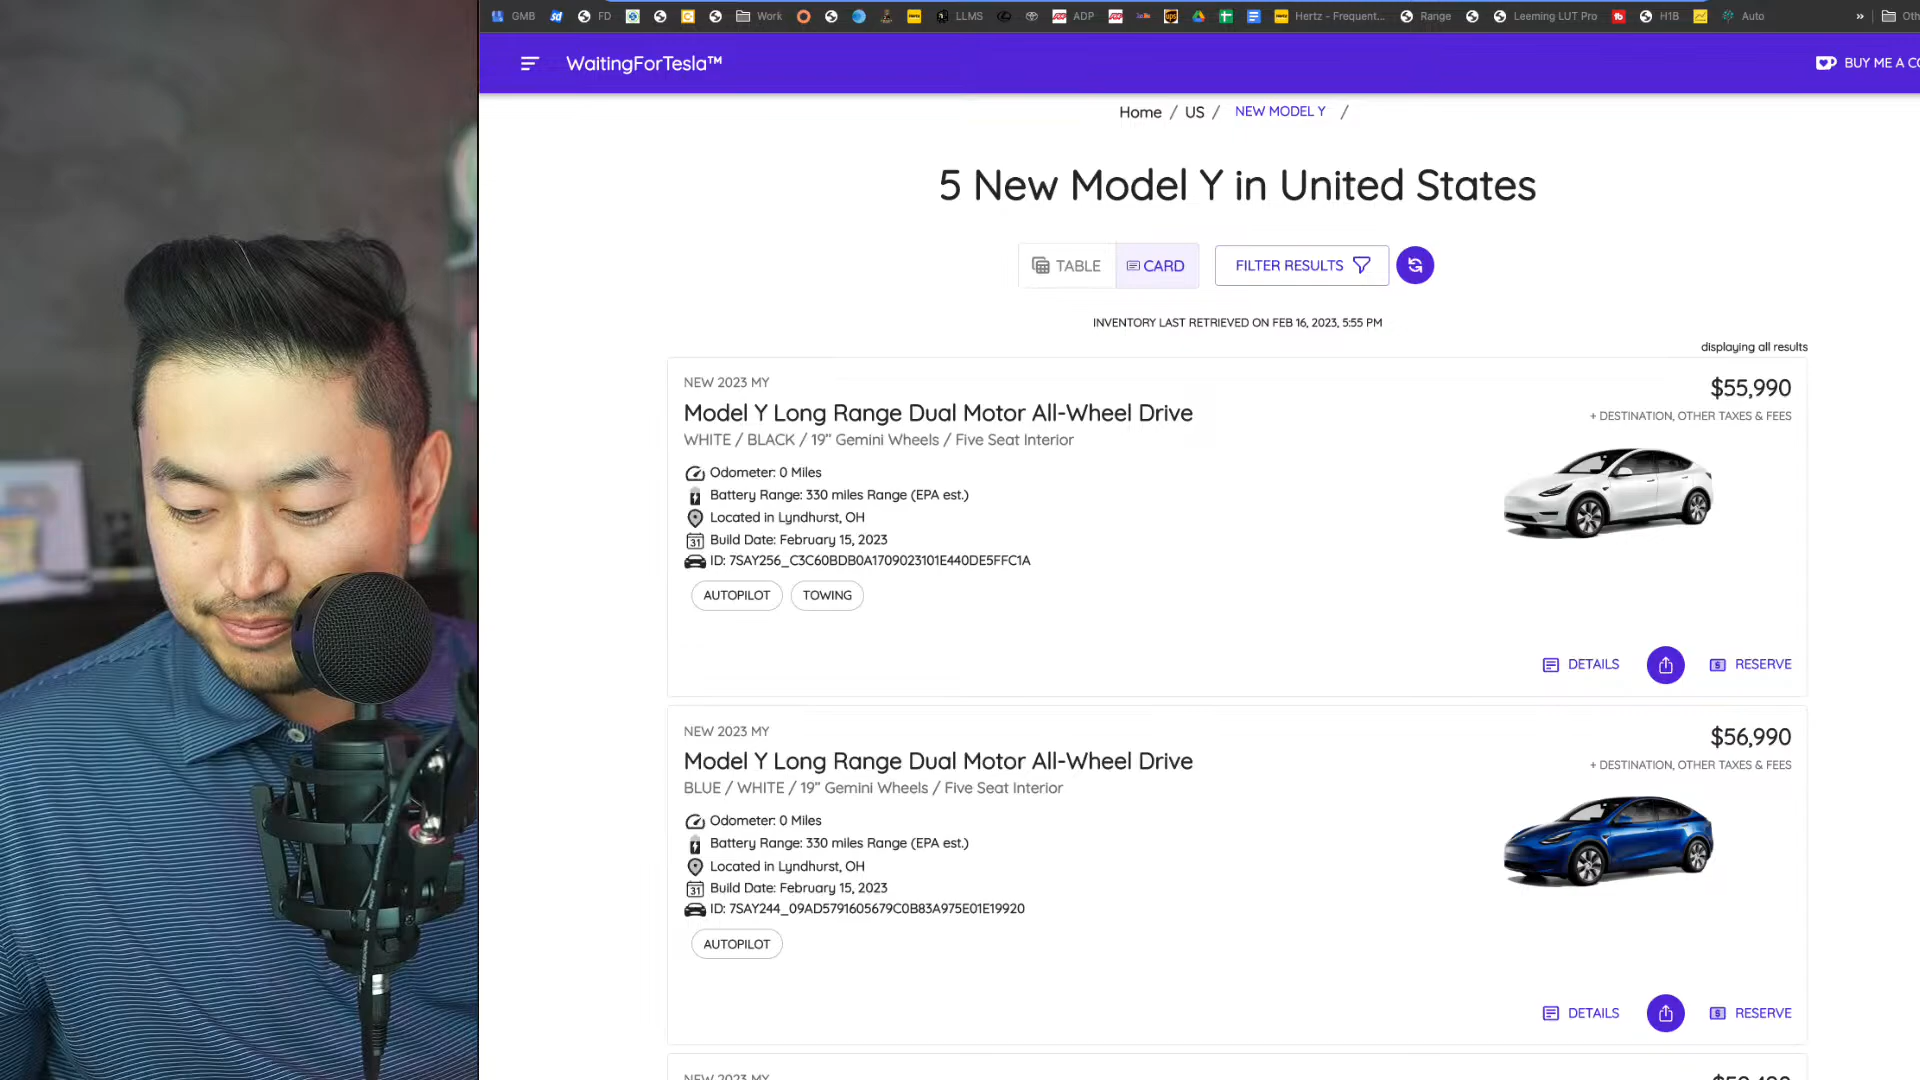 GMB
FD
Work
LLMS
ADP
Hertz - Frequent...
Range
Leeming LUT Pro
H1B
Auto
»
WaitingForTesla™
BUY ME A CO
Home / US / NEW MODEL Y /
5 New Model Y in United States
TABLE
CARD
FILTER RESULTS
INVENTORY LAST RETRIEVED ON FEB 16, 2023, 5:55 PM
displaying all results
NEW 2023 MY
$55,990
Model Y Long Range Dual Motor All-Wheel Drive
+ DESTINATION, OTHER TAXES & FEES
WHITE / BLACK / 19” Gemini Wheels / Five Seat Interior
Odometer: 0 Miles
Battery Range: 330 miles Range (EPA est.)
Located in Lyndhurst, OH
Build Date: February 15, 2023
ID: 7SAY256_C3C60BDB0A1709023101E440DE5FFC1A
AUTOPILOT
TOWING
DETAILS
RESERVE
NEW 2023 MY
$56,990
Model Y Long Range Dual Motor All-Wheel Drive
+ DESTINATION, OTHER TAXES & FEES
BLUE / WHITE / 19” Gemini Wheels / Five Seat Interior
Odometer: 0 Miles
Battery Range: 330 miles Range (EPA est.)
Located in Lyndhurst, OH
Build Date: February 15, 2023
ID: 7SAY244_09AD5791605679C0B83A975E01E19920
AUTOPILOT
DETAILS
RESERVE
NEW 2023 MY